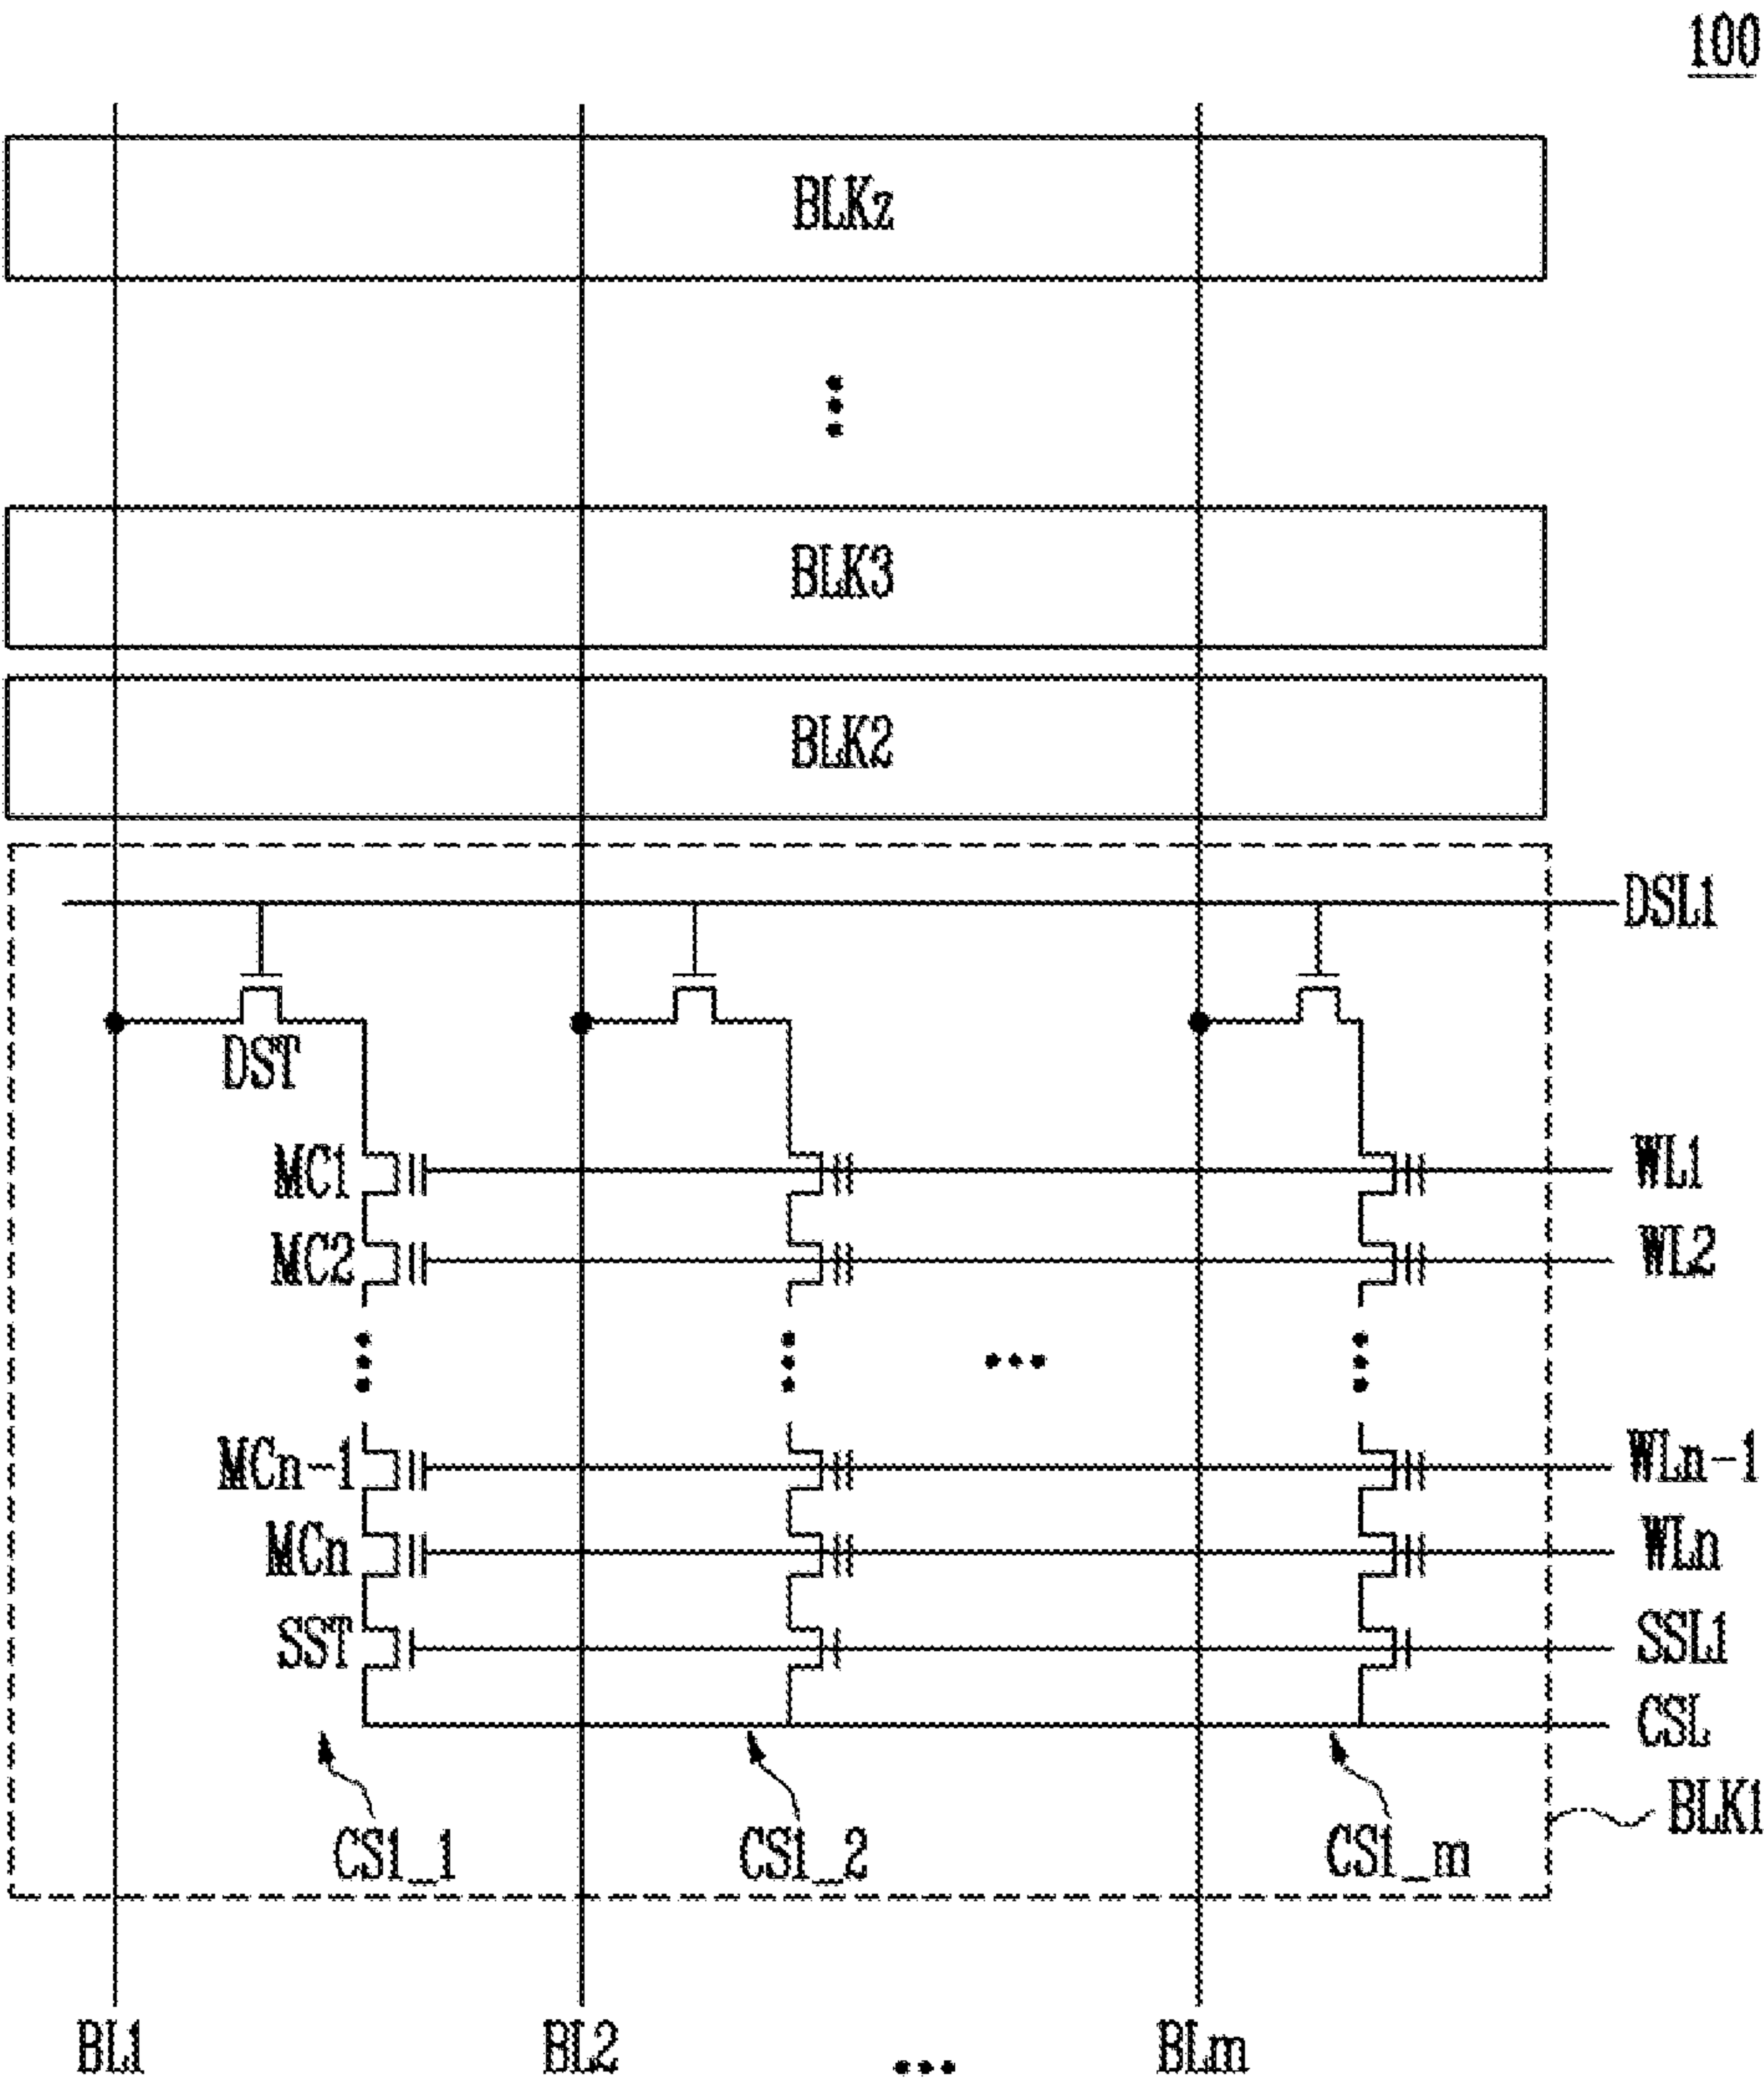 100
BLKz
BLK3
BLK2
DSL1
DST
MC1
WL1
MC2
WL2
MCn-1
WLn-1
MCn
WLn
SST
SSL1
CSL
BLK1
CS1_1
CS1_2
CS1_m
BL1
BL2
...
BLm